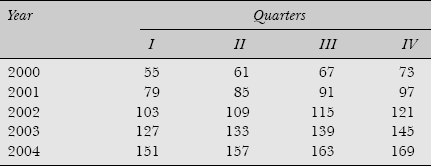 Year Quarters
I II III IV
2000 55 61 67 73
2001 79 85 91 97
2002 103 109 115 121
2003 127 133 139 145
2004 151 157 163 169